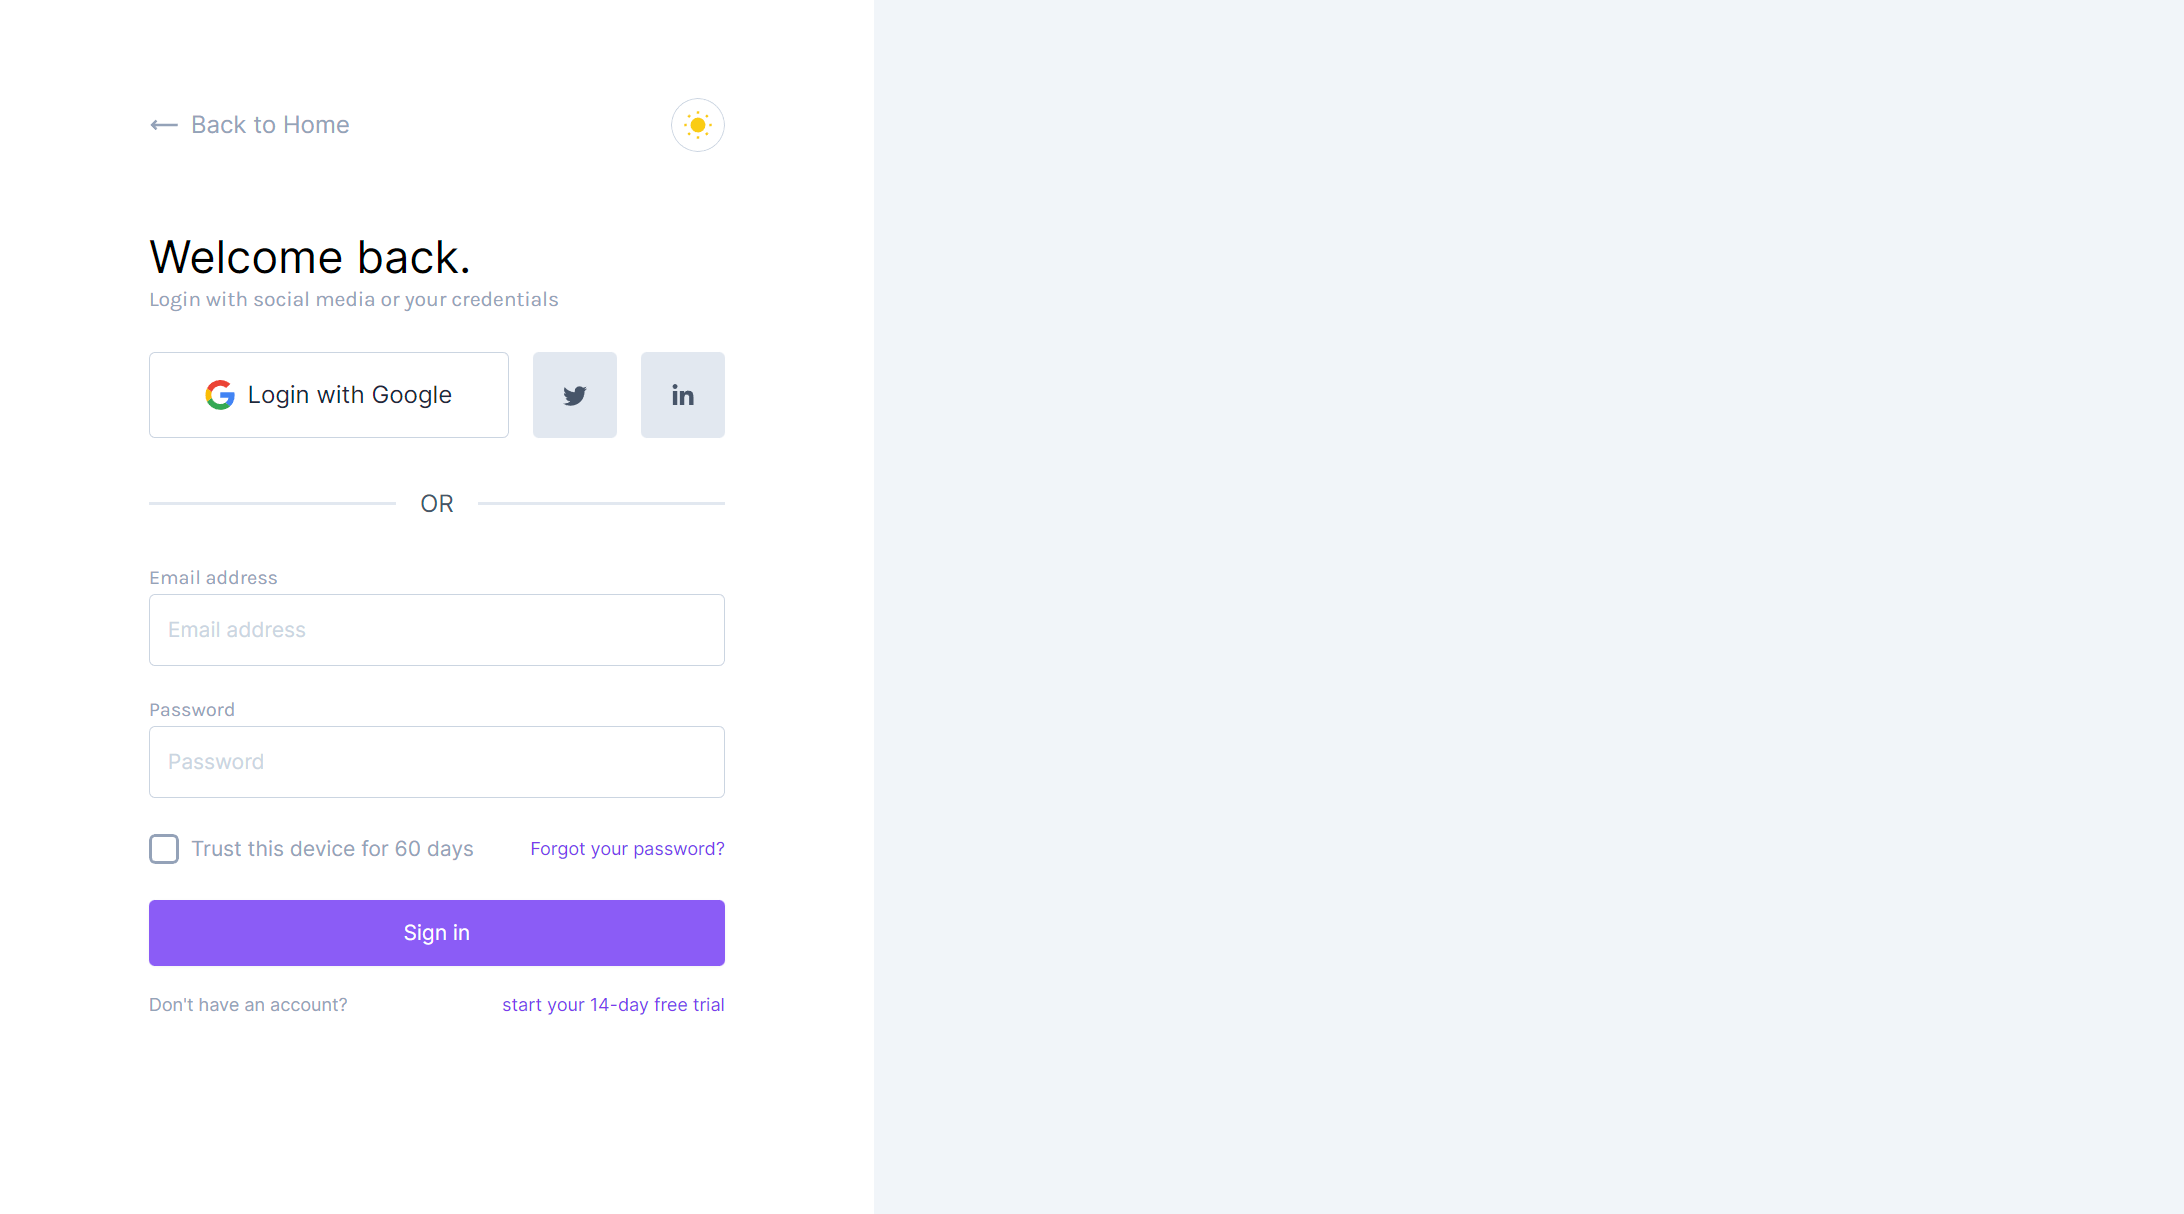 Back to Home
Welcome back.
Login with social media or your credentials
Login with Google
in
OR
Email address
Email address
Password
Password
Trust this device for 60 days
Forgot your password?
Sign in
Don't have an account?
start your 14-day free trial